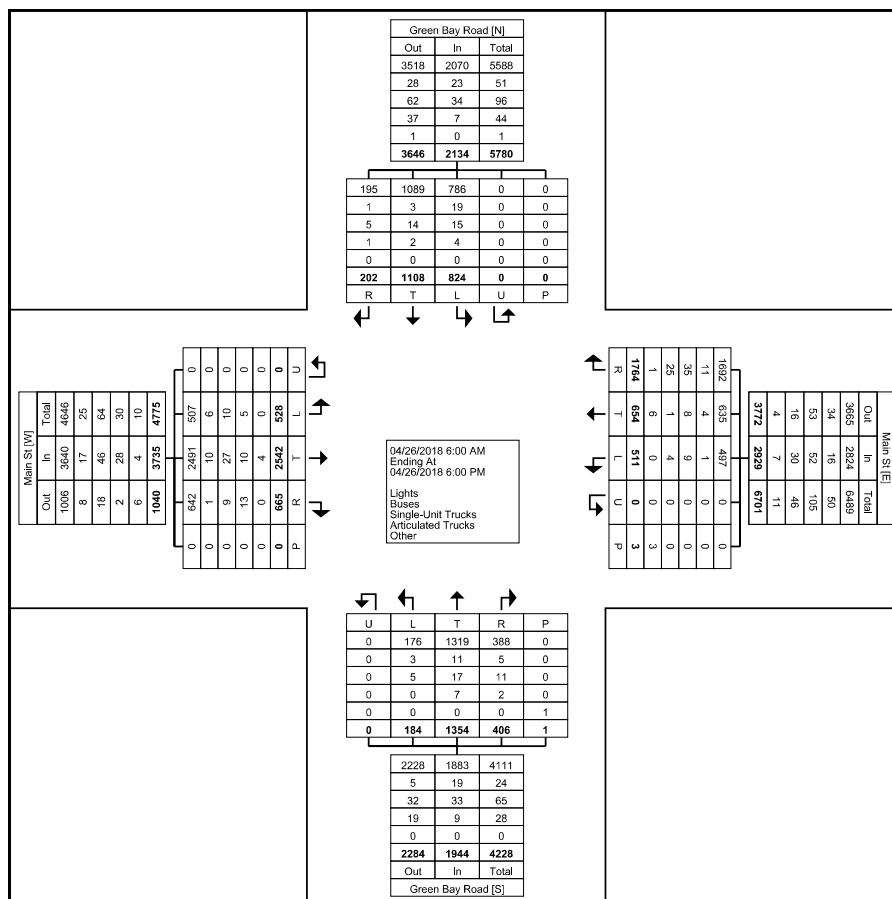 Green Bay Road [N]
Out In Total
3518 2070 5588
28 23 51
62 34 96
37 7 44
1 0 1
3646 2134 5780
195 1089 786 0 0
1 3 19 0 0
5 14 15 0 0
1 2 4 0 0
0 0 0 0 0
202 1108 824 0 0
R T L U P
Main St [W]
Out In Total
1006 3640 4646
8 17 25
18 46 64
2 28 30
6 4 10
1040 3735 4775
0 642 2491 507 0
0 1 10 6 0
0 9 27 10 0
0 13 10 5 0
0 0 4 0 0
0 665 2542 528 0
P R T L U
04/26/2018 6:00 AM
Ending At
04/26/2018 6:00 PM
Lights
Buses
Single-Unit Trucks
Articulated Trucks
Other
Main St [E]
Out In Total
3665 2824 6489
34 16 50
53 52 105
16 30 46
4 7 11
3772 2929 6701
1692 635 497 0 0
11 4 1 0 0
35 8 9 0 0
25 1 4 0 0
1 6 0 0 3
1764 654 511 0 3
R T L U P
U L T R P
0 176 1319 388 0
0 3 11 5 0
0 5 17 11 0
0 0 7 2 0
0 0 0 0 1
0 184 1354 406 1
2228 1883 4111
5 19 24
32 33 65
19 9 28
0 0 0
2284 1944 4228
Out In Total
Green Bay Road [S]